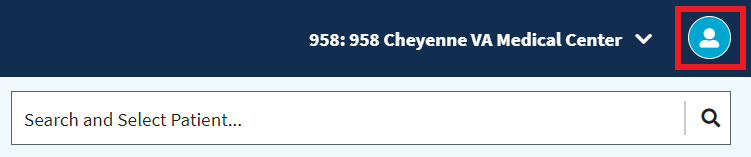 958: 958 Cheyenne VA Medical Center
Search and Select Patient...